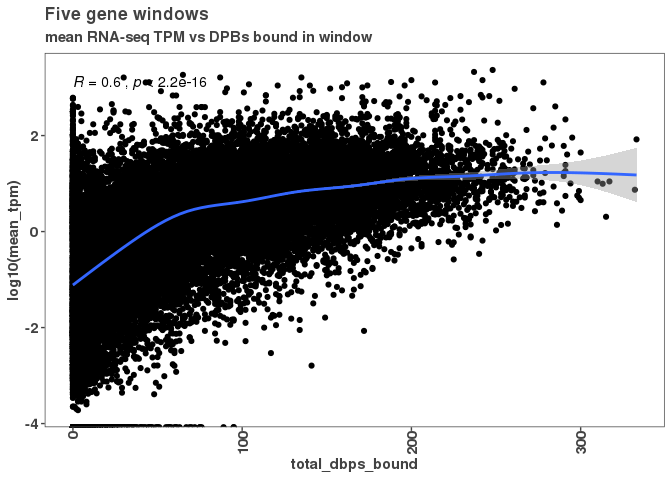 Five gene windows
mean RNA-seq TPM vs DPBs bound in window
R = 0.6 , p < 2.2e-16
log10(mean_tpm)
2
0
-2
-4
0
100
200
300
total_dbps_bound